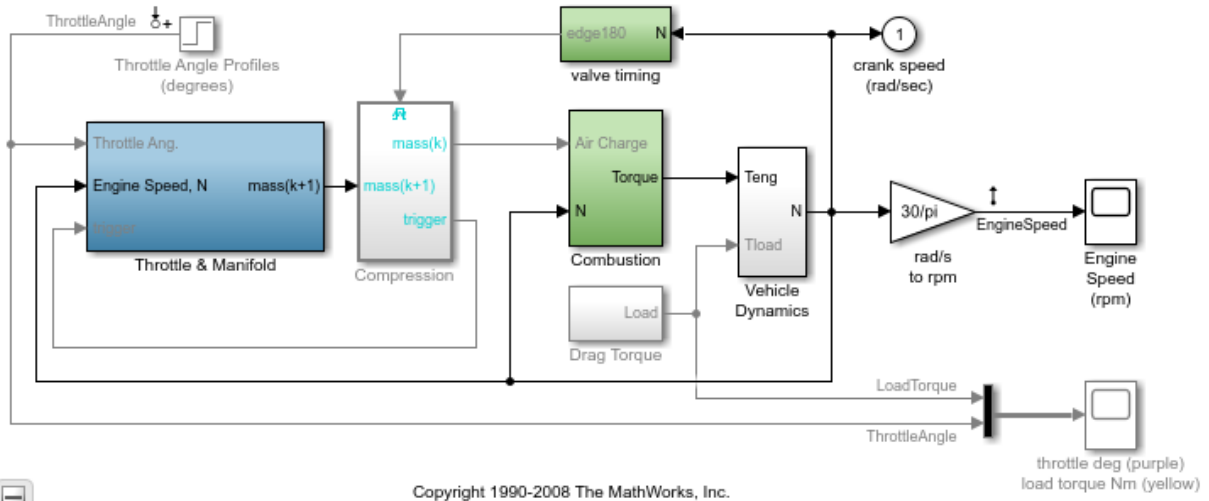 ThrottleAngle
Throttle Angle Profiles
(degrees)
edge180 N
valve timing
1
crank speed
(rad/sec)
Throttle Ang.
Engine Speed, N mass(k+1)
trigger
Throttle & Manifold
mass(k)
mass(k+1)
trigger
Compression
Air Charge
Torque
N
Combustion
Load
Drag Torque
Teng
N
Tload
Vehicle
Dynamics
30/pi
rad/s
to rpm
EngineSpeed
Engine
Speed
(rpm)
LoadTorque
ThrottleAngle
throttle deg (purple)
load torque Nm (yellow)
Copyright 1990-2008 The MathWorks, Inc.